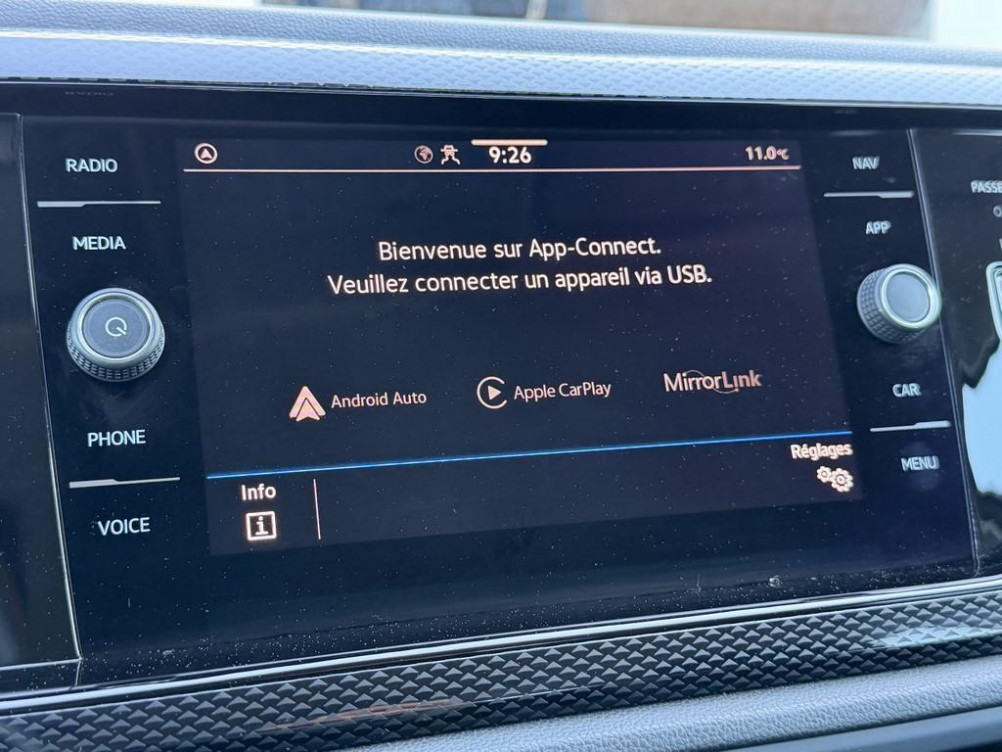 RADIO
MEDIA
PHONE
VOICE
9:26
11.0°C
Bienvenue sur App-Connect.
Veuillez connecter un appareil via USB.
Android Auto
Apple CarPlay
MirrorLink
Info
Réglages
NAV
APP
CAR
MENU